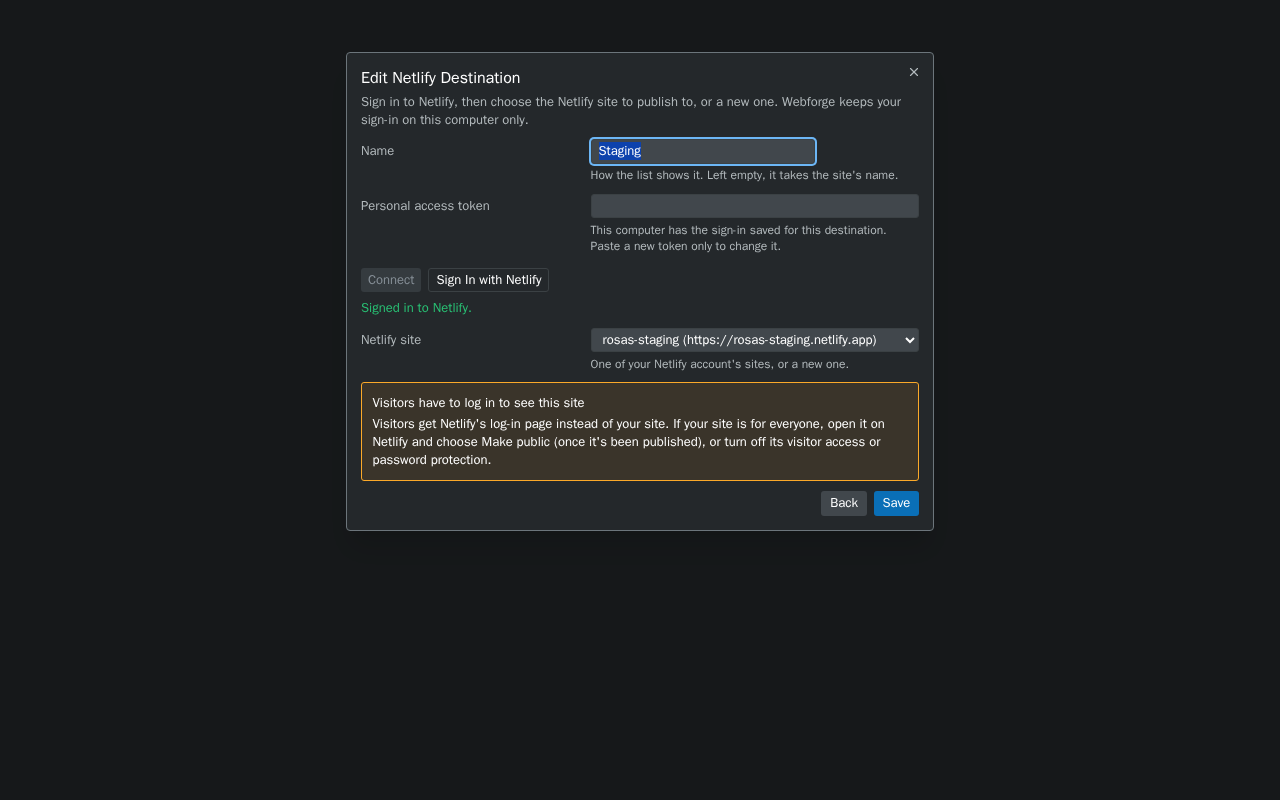 Edit Netlify Destination
×
Sign in to Netlify, then choose the Netlify site to publish to, or a new one. Webforge keeps your
sign-in on this computer only.
Name
Staging
How the list shows it. Left empty, it takes the site's name.
Personal access token
This computer has the sign-in saved for this destination.
Paste a new token only to change it.
Connect
Sign In with Netlify
Signed in to Netlify.
Netlify site
rosas-staging (https://rosas-staging.netlify.app)
One of your Netlify account's sites, or a new one.
Visitors have to log in to see this site
Visitors get Netlify's log-in page instead of your site. If your site is for everyone, open it on
Netlify and choose Make public (once it's been published), or turn off its visitor access or
password protection.
Back
Save